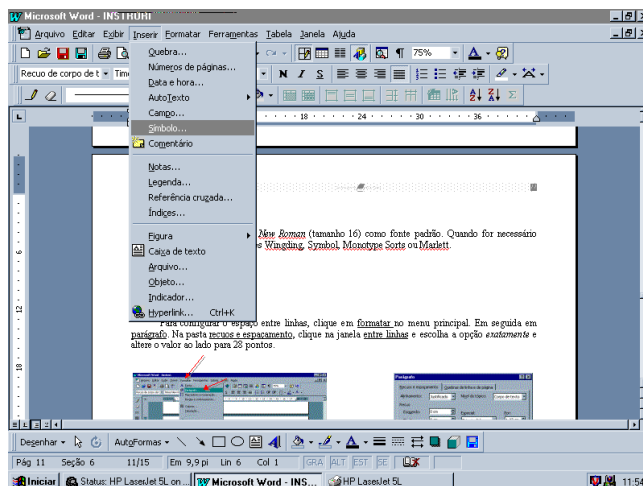 Microsoft Word - INSTRURI
Arquivo Editar Exibir Inserir Formatar Ferramentas Tabela Janela Ajuda
75%
Recuo de corpo de t
N I S
Quebra...
Números de páginas...
Data e hora...
AutoTexto
Campo...
Símbolo...
Comentário
Notas...
Legenda...
Referência cruzada...
Índices...
Figura
Caixa de texto
Arquivo...
Objeto...
Indicador...
Hyperlink... Ctrl+K
18 24 30 36
New Roman (tamanho 16) como fonte padrão. Quando for necessário
Wingding, Symbol, Monotype Sorts ou Marlett.
Para configurar o espaço entre linhas, clique em formatar no menu principal. Em seguida em
parágrafo. Na pasta recuos e espaçamento, clique na janela entre linhas e escolha a opção exatamente e
altere o valor ao lado para 28 pontos.
Parágrafo
Desenhar AutoFormas
Pág 11 Seção 6 11/15 Em 9,9 pi Lin 6 Col 1 GRA ALT EST SE
Iniciar Status: HP LaserJet 5L on ... Microsoft Word - INS... HP LaserJet 5L